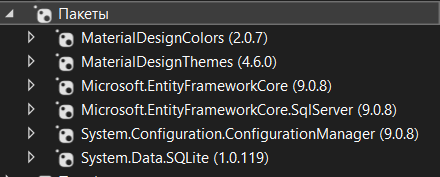 Пакеты
MaterialDesignColors (2.0.7)
MaterialDesignThemes (4.6.0)
Microsoft.EntityFrameworkCore (9.0.8)
Microsoft.EntityFrameworkCore.SqlServer (9.0.8)
System.Configuration.ConfigurationManager (9.0.8)
System.Data.SQLite (1.0.119)